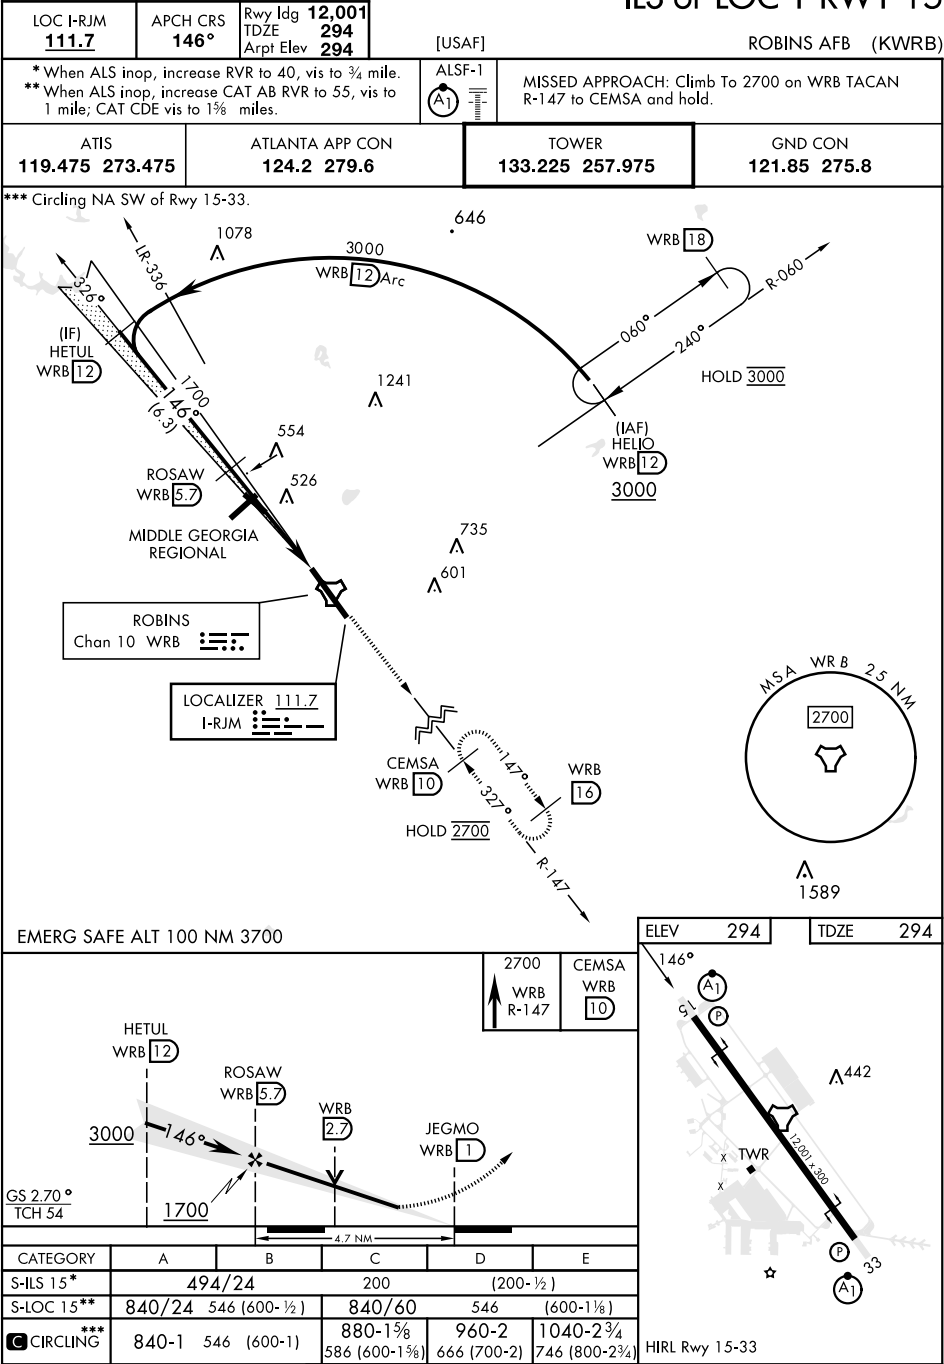 LOC I-RJM
111.7
APCH CRS
146°
Rwy ldg 12,001
TDZE 294
Arpt Elev 294
[USAF]
ROBINS AFB (KWRB)
* When ALS inop, increase RVR to 40, vis to ¾ mile.
** When ALS inop, increase CAT AB RVR to 55, vis to
1 mile; CAT CDE vis to 1⅝ miles.
ALSF-1
A1
MISSED APPROACH: Climb To 2700 on WRB TACAN
R-147 to CEMSA and hold.
ATIS
119.475 273.475
ATLANTA APP CON
124.2 279.6
TOWER
133.225 257.975
GND CON
121.85 275.8
*** Circling NA SW of Rwy 15-33.
646
1078
LR-336
3000
WRB 12 Arc
WRB 18
R-060
326°
060°
240°
(IF)
HETUL
WRB 12
HOLD 3000
1700
146°
(6.3)
1241
(IAF)
HELIO
WRB 12
3000
554
ROSAW
WRB 5.7
526
MIDDLE GEORGIA
REGIONAL
735
601
ROBINS
Chan 10 WRB
LOCALIZER 111.7
I-RJM
MSA WRB 25 NM
2700
CEMSA
WRB 10
147°
327°
WRB
16
HOLD 2700
R-147
1589
EMERG SAFE ALT 100 NM 3700
ELEV 294
TDZE 294
2700
WRB
R-147
CEMSA
WRB
10
146°
A1
P
15
HETUL
WRB 12
ROSAW
WRB 5.7
WRB
2.7
JEGMO
WRB 1
442
3000
146°
12,001 x 300
TWR
X
X
GS 2.70°
TCH 54
1700
4.7 NM
P
33
A1
CATEGORY A B C D E
S-ILS 15* 494/24 200 (200-½)
S-LOC 15** 840/24 546 (600-½) 840/60 546 (600-1⅛)
C CIRCLING*** 840-1 546 (600-1) 880-1⅝ 586 (600-1⅝) 960-2 666 (700-2) 1040-2¾ 746 (800-2¾)
HIRL Rwy 15-33